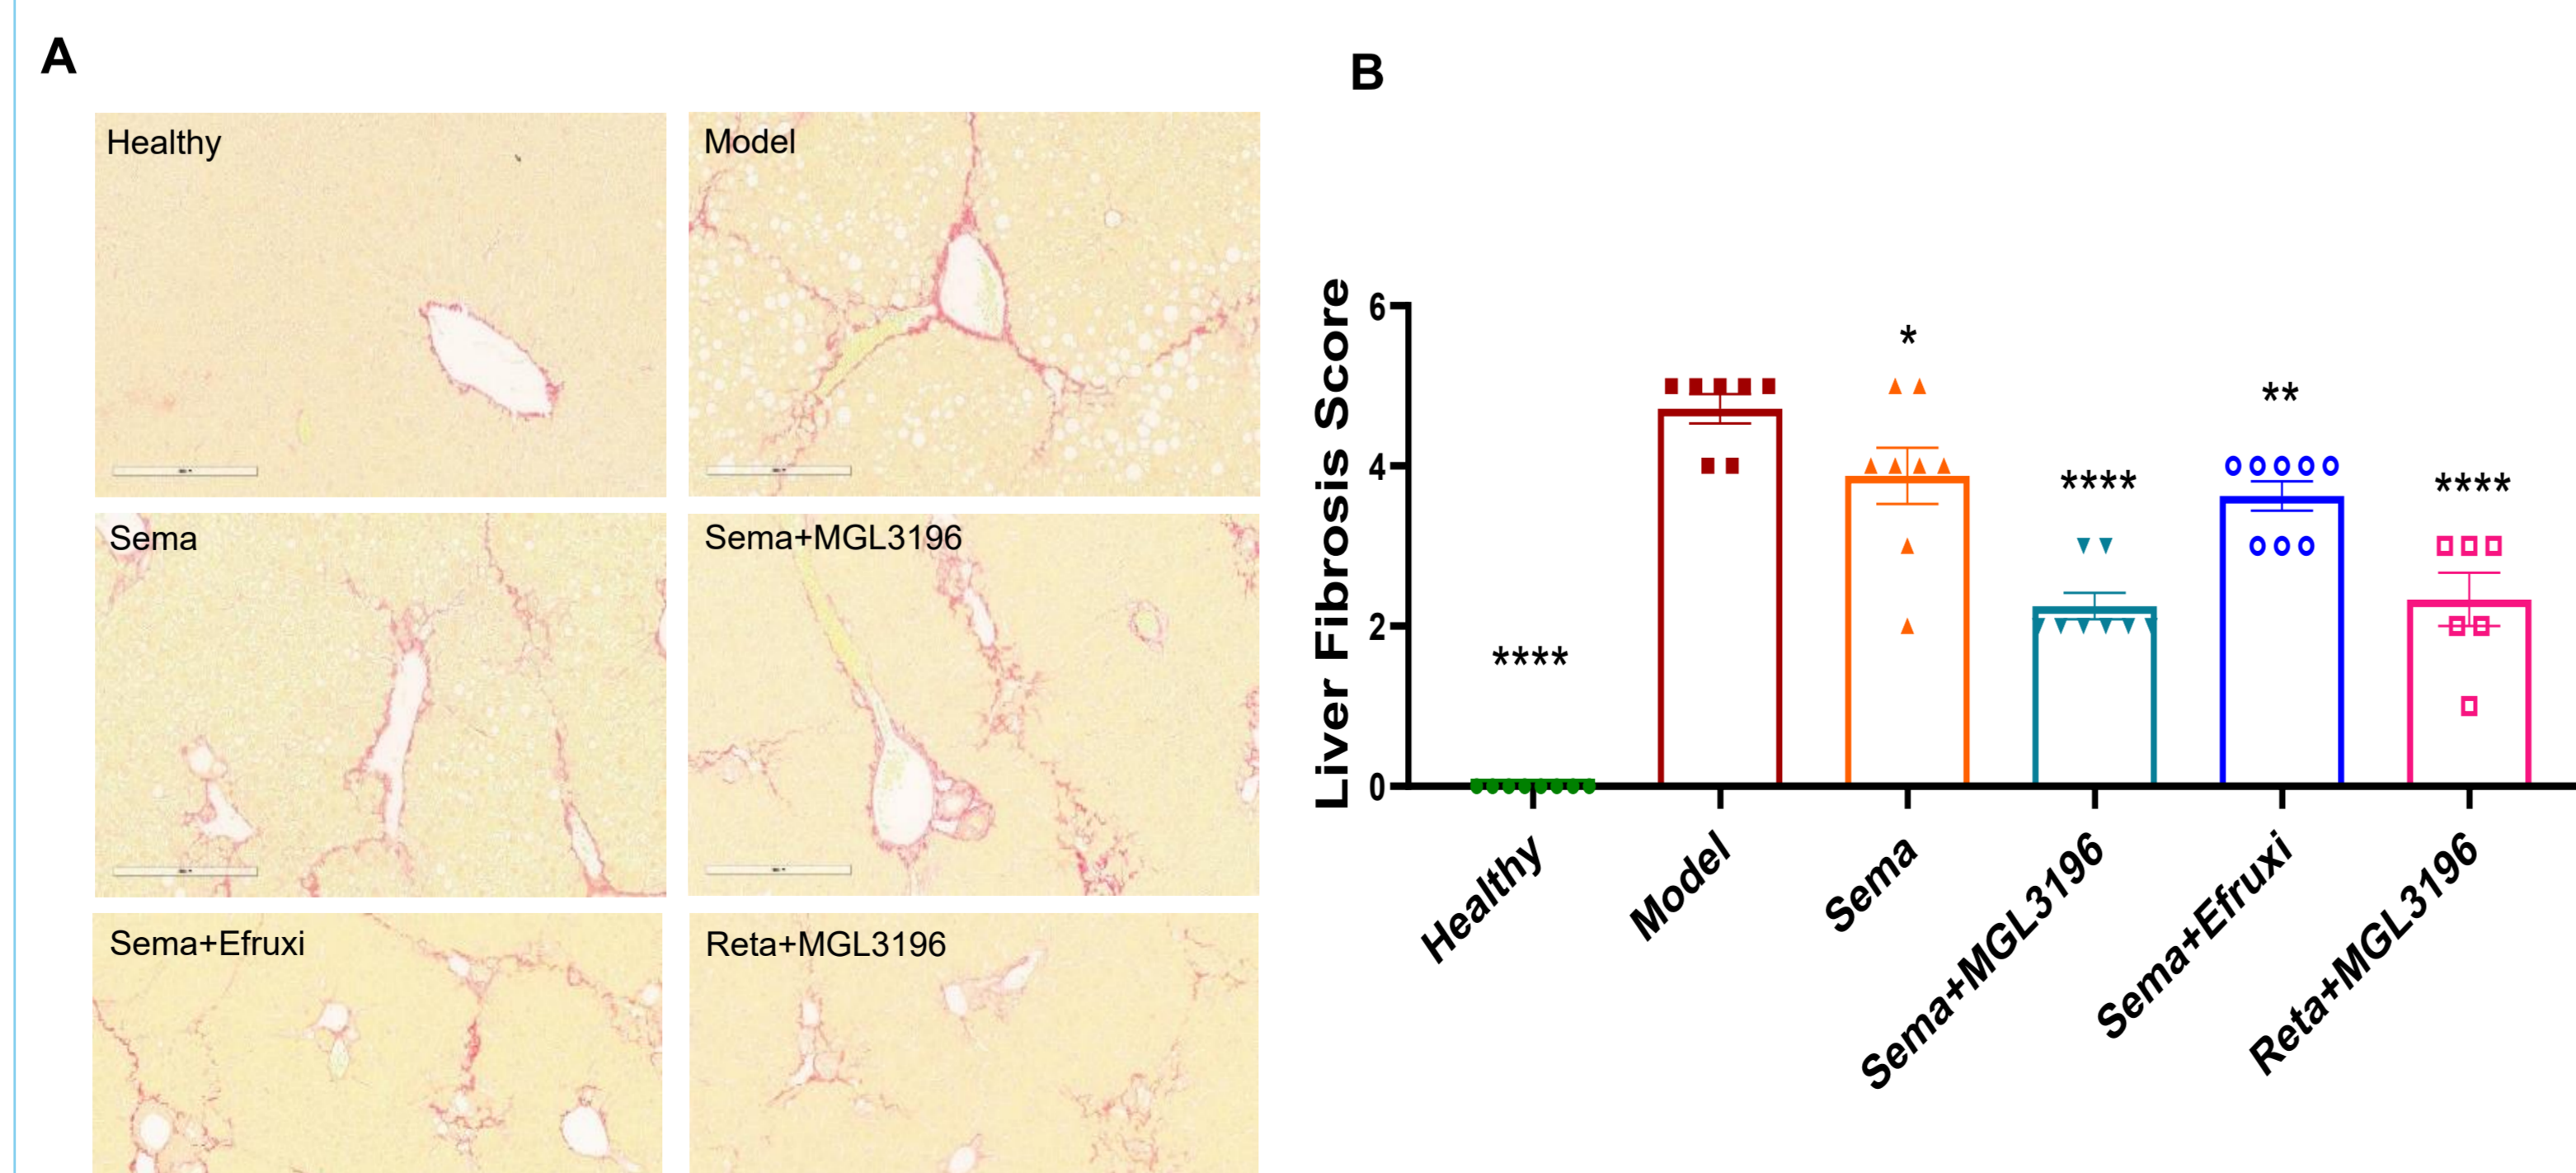 A
B
Healthy
Model
Sema
Sema+MGL3196
Sema+Efruxi
Reta+MGL3196
Liver Fibrosis Score
6
4
2
0
****
*
****
**
****
Healthy
Model
Sema
Sema+MGL3196
Sema+Efruxi
Reta+MGL3196